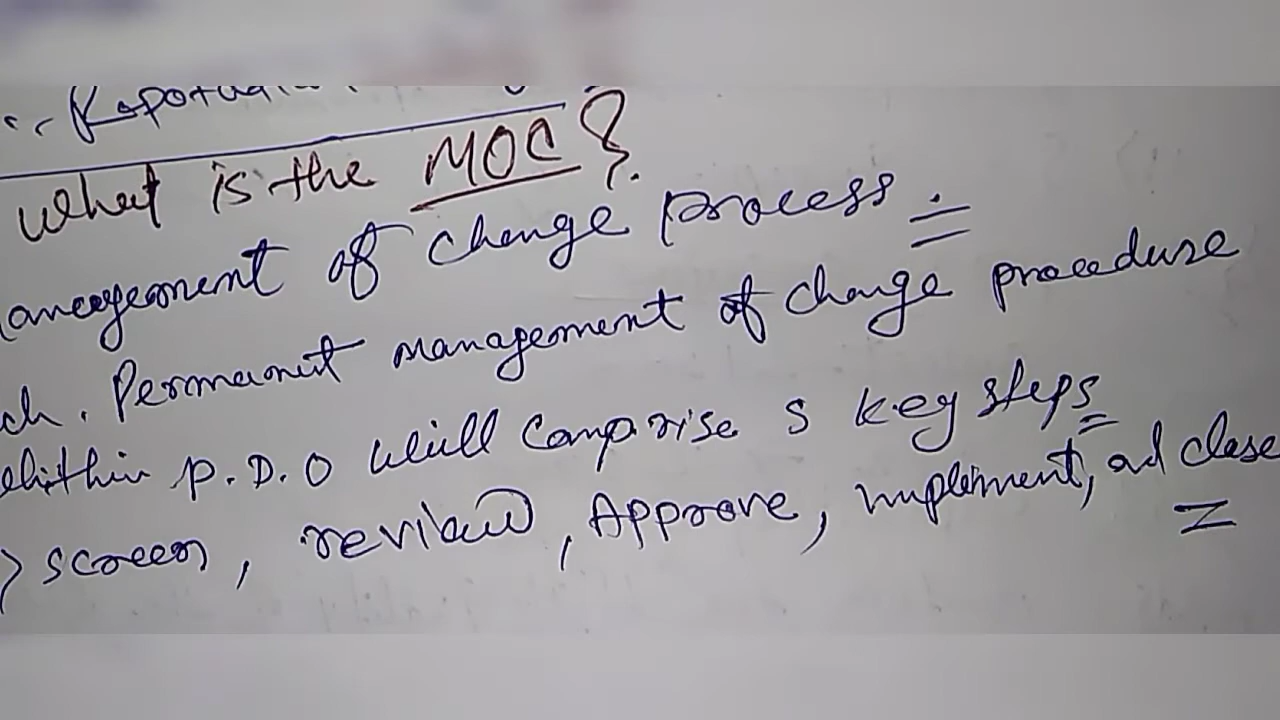 What is the MOC?
anagement of change process :=
ch. Permanent management of change procedure
Within P.D.O will comprise 5 key steps
> screen, review, Approve, implement, and close